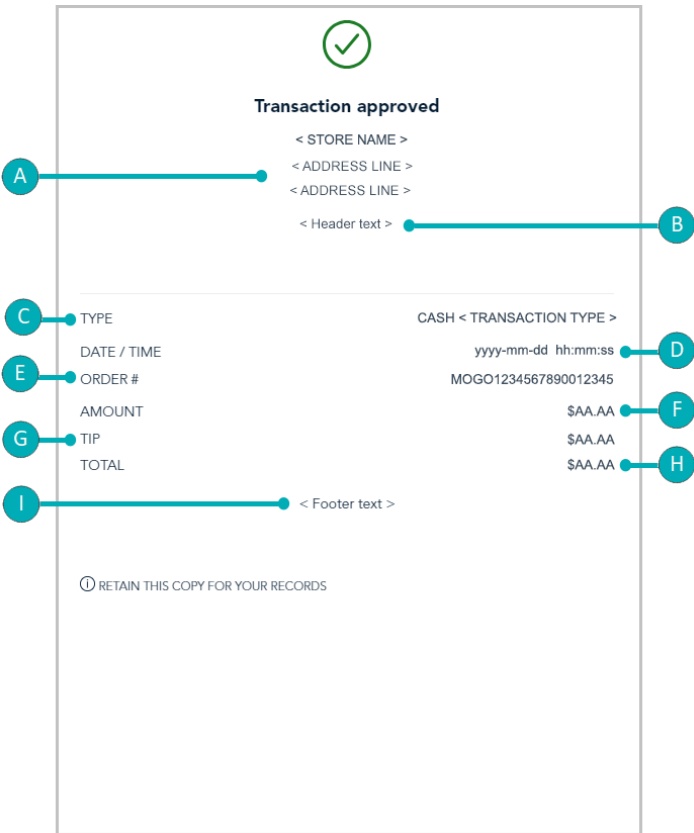 Transaction approved
< STORE NAME >
A < ADDRESS LINE >
< ADDRESS LINE >
< Header text > B
C TYPE CASH < TRANSACTION TYPE >
DATE / TIME yyyy-mm-dd hh:mm:ss D
E ORDER # MOGO1234567890012345
AMOUNT $AA.AA F
G TIP $AA.AA
TOTAL $AA.AA H
I < Footer text >
i RETAIN THIS COPY FOR YOUR RECORDS